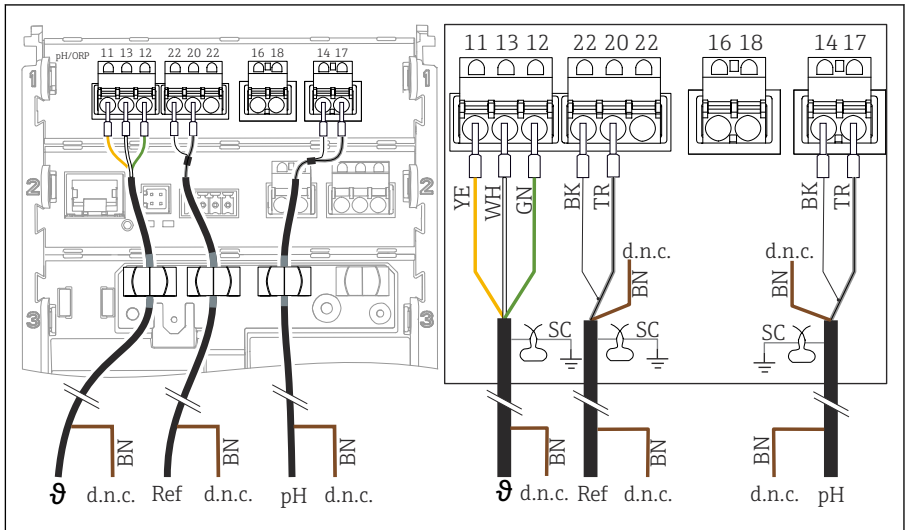 pH/ORP 11 13 12 22 20 22 16 18 14 17
1 1
2 2
3 3
BN BN BN
ϑ d.n.c. Ref d.n.c. pH d.n.c.
11 13 12 22 20 22 16 18 14 17
YE WH GN BK TR BK TR
d.n.c. BN d.n.c. BN
SC SC SC
BN BN BN
ϑ d.n.c. Ref d.n.c. d.n.c. pH